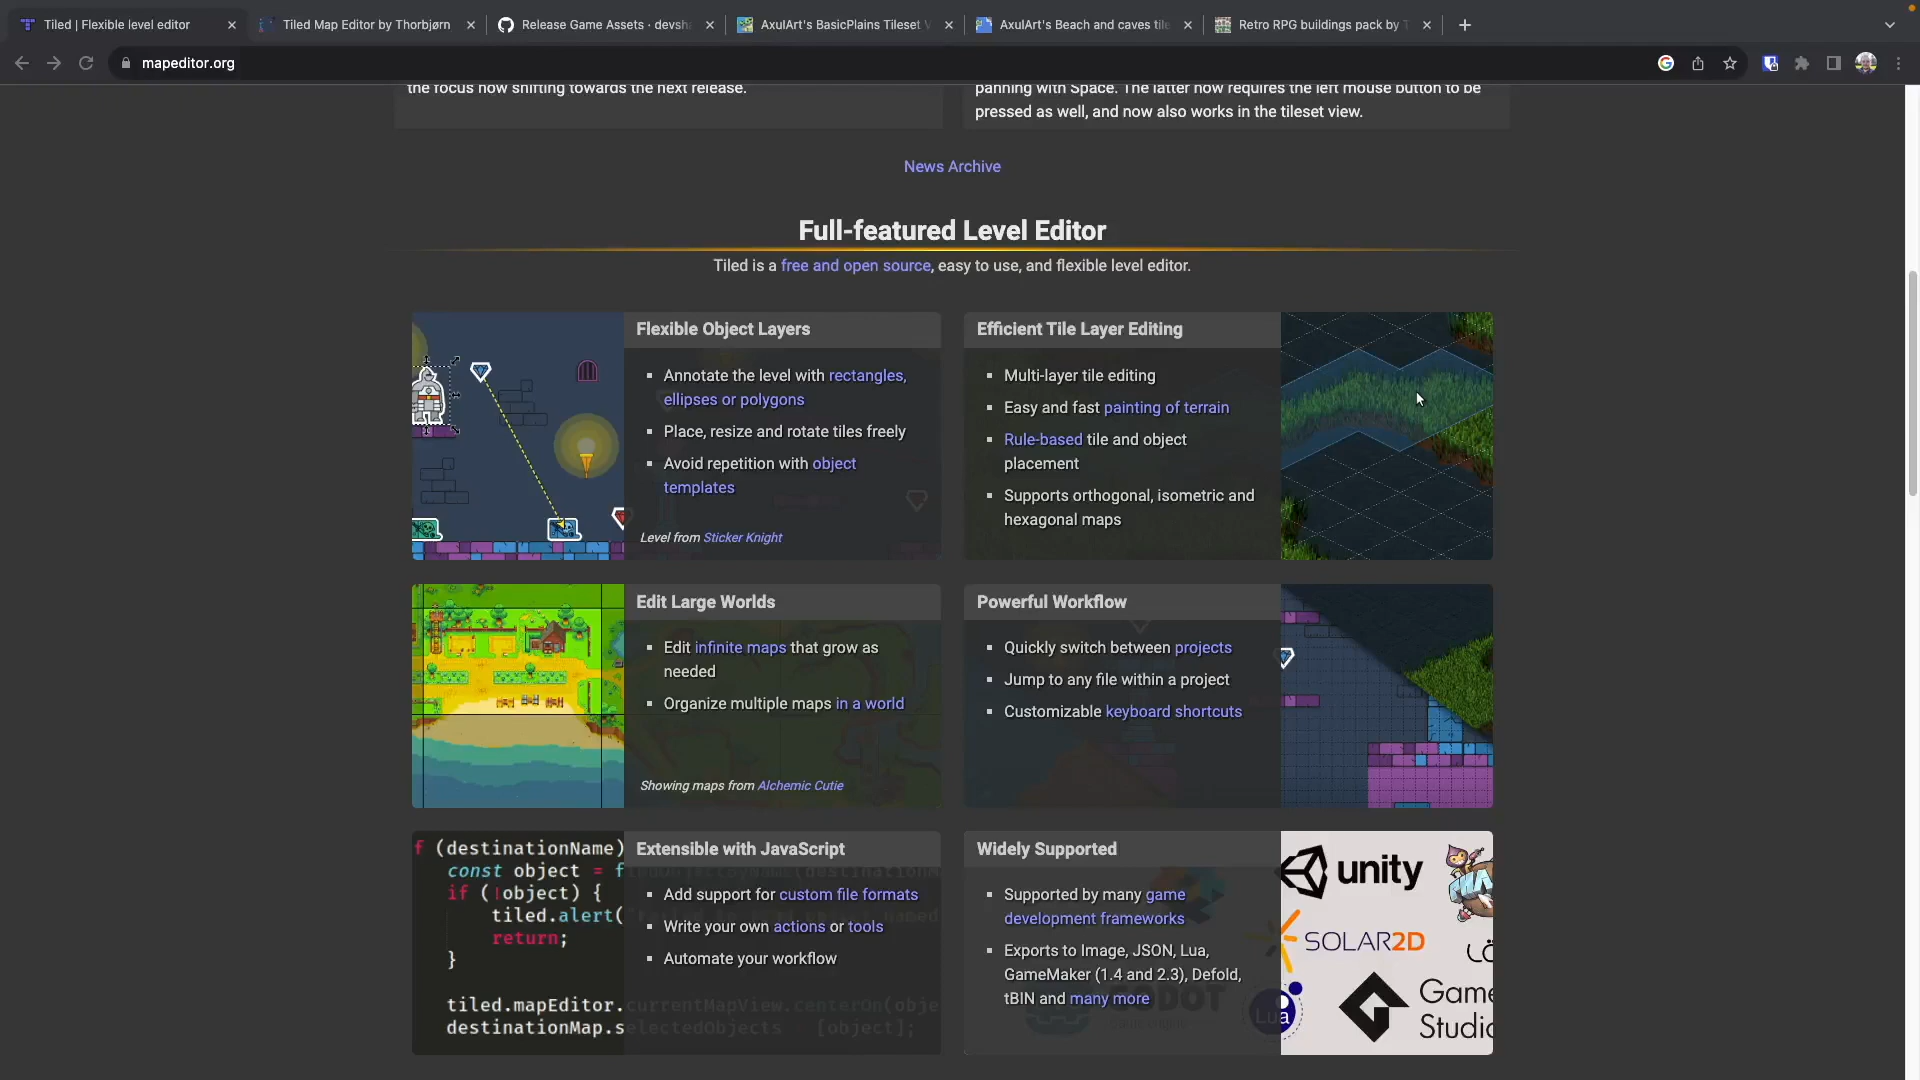 Tiled | Flexible level editor
Tiled Map Editor by Thorbjørn
Release Game Assets · devsha
AxulArt's BasicPlains Tileset V
AxulArt's Beach and caves tile
Retro RPG buildings pack by T
mapeditor.org
the focus now shifting towards the next release.
panning with Space. The latter now requires the left mouse button to be
pressed as well, and now also works in the tileset view.
News Archive
Full-featured Level Editor
Tiled is a free and open source, easy to use, and flexible level editor.
Flexible Object Layers
Annotate the level with rectangles,
ellipses or polygons
Place, resize and rotate tiles freely
Avoid repetition with object
templates
Level from Sticker Knight
Efficient Tile Layer Editing
Multi-layer tile editing
Easy and fast painting of terrain
Rule-based tile and object
placement
Supports orthogonal, isometric and
hexagonal maps
Edit Large Worlds
Edit infinite maps that grow as
needed
Organize multiple maps in a world
Showing maps from Alchemic Cutie
Powerful Workflow
Quickly switch between projects
Jump to any file within a project
Customizable keyboard shortcuts
f (destinationName)
const object = f
if (!object) {
tiled.alert(
return;
}
tiled.mapEditor.currentMapView.centerOn(obje
destinationMap.selectedObjects = [object];
Extensible with JavaScript
Add support for custom file formats
Write your own actions or tools
Automate your workflow
Widely Supported
Supported by many game
development frameworks
Exports to Image, JSON, Lua,
GameMaker (1.4 and 2.3), Defold,
tBIN and many more
unity
SOLAR2D
LÖ
GODOT
Lua
Game
Studio